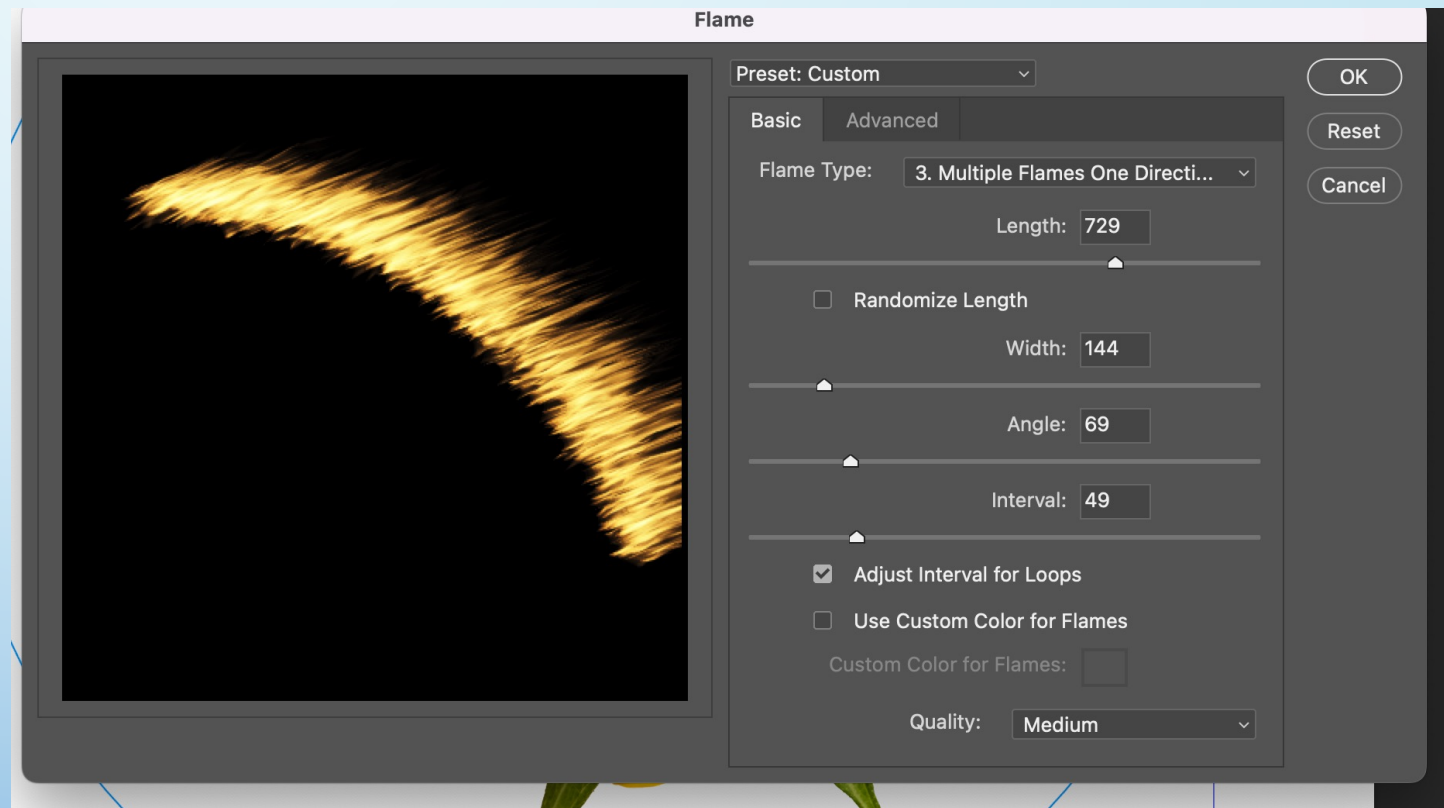 Flame
Preset: Custom
OK
Basic
Advanced
Reset
Flame Type:
3. Multiple Flames One Directi...
Cancel
Length:
729
Randomize Length
Width:
144
Angle:
69
Interval:
49
Adjust Interval for Loops
Use Custom Color for Flames
Custom Color for Flames:
Quality:
Medium